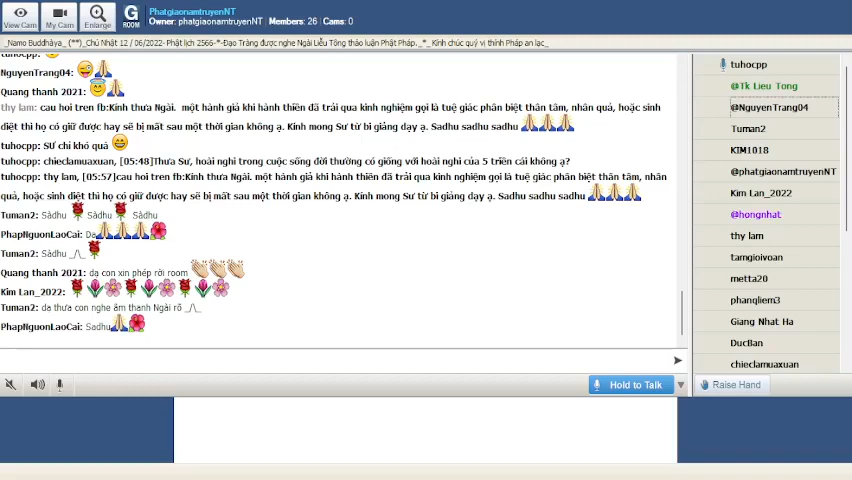 PhatgiaonamtruyenNT
Owner: phatgiaonamtruyenNT | Members: 26 | Cams: 0
View Cam
My Cam
Enlarge
G
ROOM
_Namo Buddhàya_ (**)_Chủ Nhật 12 / 06/2022- Phật lịch 2566-*-Đạo Tràng được nghe Ngài Liễu Tông thảo luận Phật Pháp._*_ Kính chúc quý vị thính Pháp an lạc_
tuhocpp:
NguyenTrang04:
Quang thanh 2021:
thy lam: cau hoi tren fb:Kính thưa Ngài. một hành giả khi hành thiền đã trải qua kinh nghiệm gọi là tuệ giác phân biệt thân tâm, nhân quả, hoặc sinh
diệt thì họ có giữ được hay sẽ bị mất sau một thời gian không ạ. Kính mong Sư từ bi giảng dạy ạ. Sadhu sadhu sadhu
tuhocpp: SƯ chỉ khó quá
tuhocpp: chieclamuaxuan, [05:48]Thưa Sư, hoài nghi trong cuộc sống đời thường có giống với hoài nghi của 5 triền cái không ạ?
tuhocpp: thy lam, [05:57]cau hoi tren fb:Kính thưa Ngài. một hành giả khi hành thiền đã trải qua kinh nghiệm gọi là tuệ giác phân biệt thân tâm, nhân
quả, hoặc sinh diệt thì họ có giữ được hay sẽ bị mất sau một thời gian không ạ. Kính mong Sư từ bi giảng dạy ạ. Sadhu sadhu sadhu
Tuman2: Sàdhu Sàdhu Sàdhu
PhapNguonLaoCai: Dạ
Tuman2: Sàdhu _/\_
Quang thanh 2021: dạ con xin phép rời room
Kim Lan_2022:
Tuman2: dạ thưa con nghe âm thanh Ngài rõ _/\_
PhapNguonLaoCai: Sadhu
Hold to Talk
tuhocpp
@Tk Lieu Tong
@NguyenTrang04
Tuman2
KIM1018
@phatgiaonamtruyenNT
Kim Lan_2022
@hongnhat
thy lam
tamgioivoan
metta20
phanqliem3
Giang Nhat Ha
DucBan
chieclamuaxuan
Raise Hand